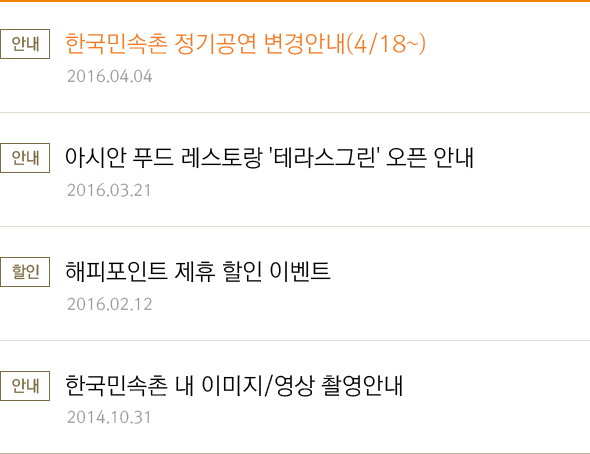 안내 한국민속촌 정기공연 변경안내(4/18~)
2016.04.04
안내 아시안 푸드 레스토랑 '테라스그린' 오픈 안내
2016.03.21
할인 해피포인트 제휴 할인 이벤트
2016.02.12
안내 한국민속촌 내 이미지/영상 촬영안내
2014.10.31